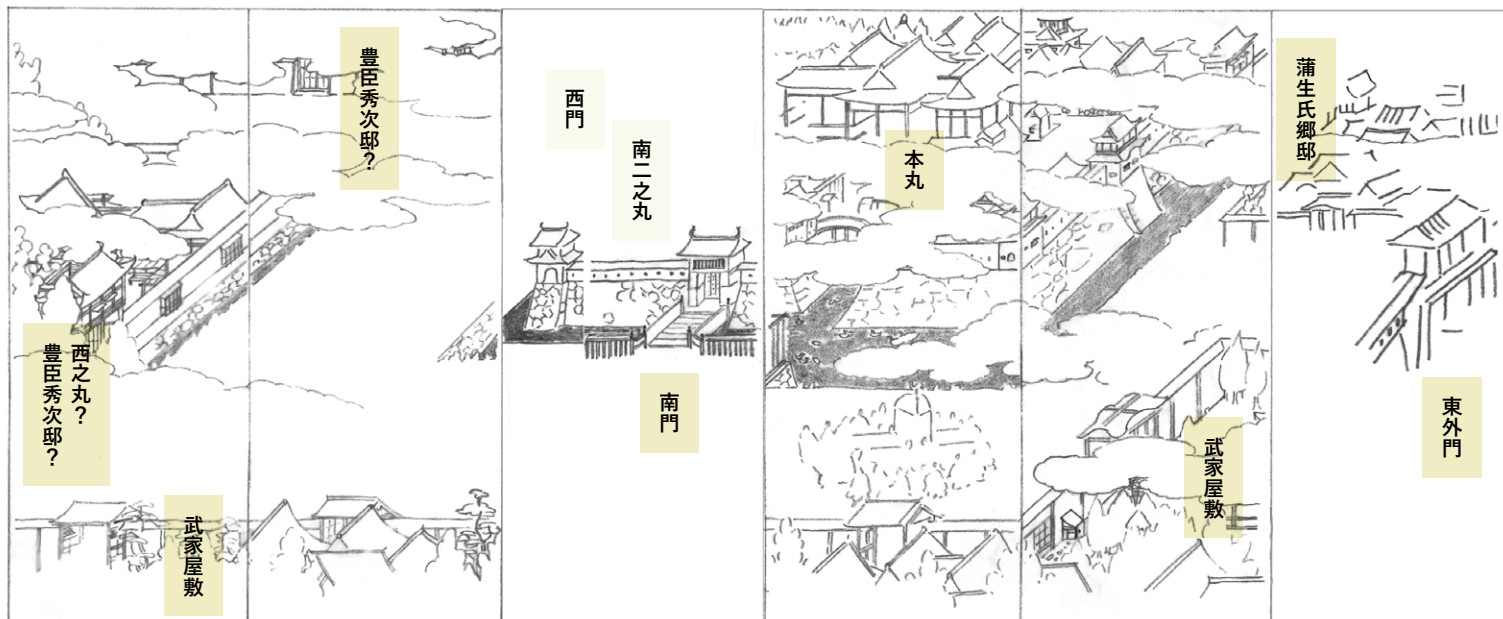 蒲生氏郷邸
東外門
武家屋敷
本丸
南二之丸
西門
南門
豊臣秀次邸?
西之丸?
豊臣秀次邸?
武家屋敷